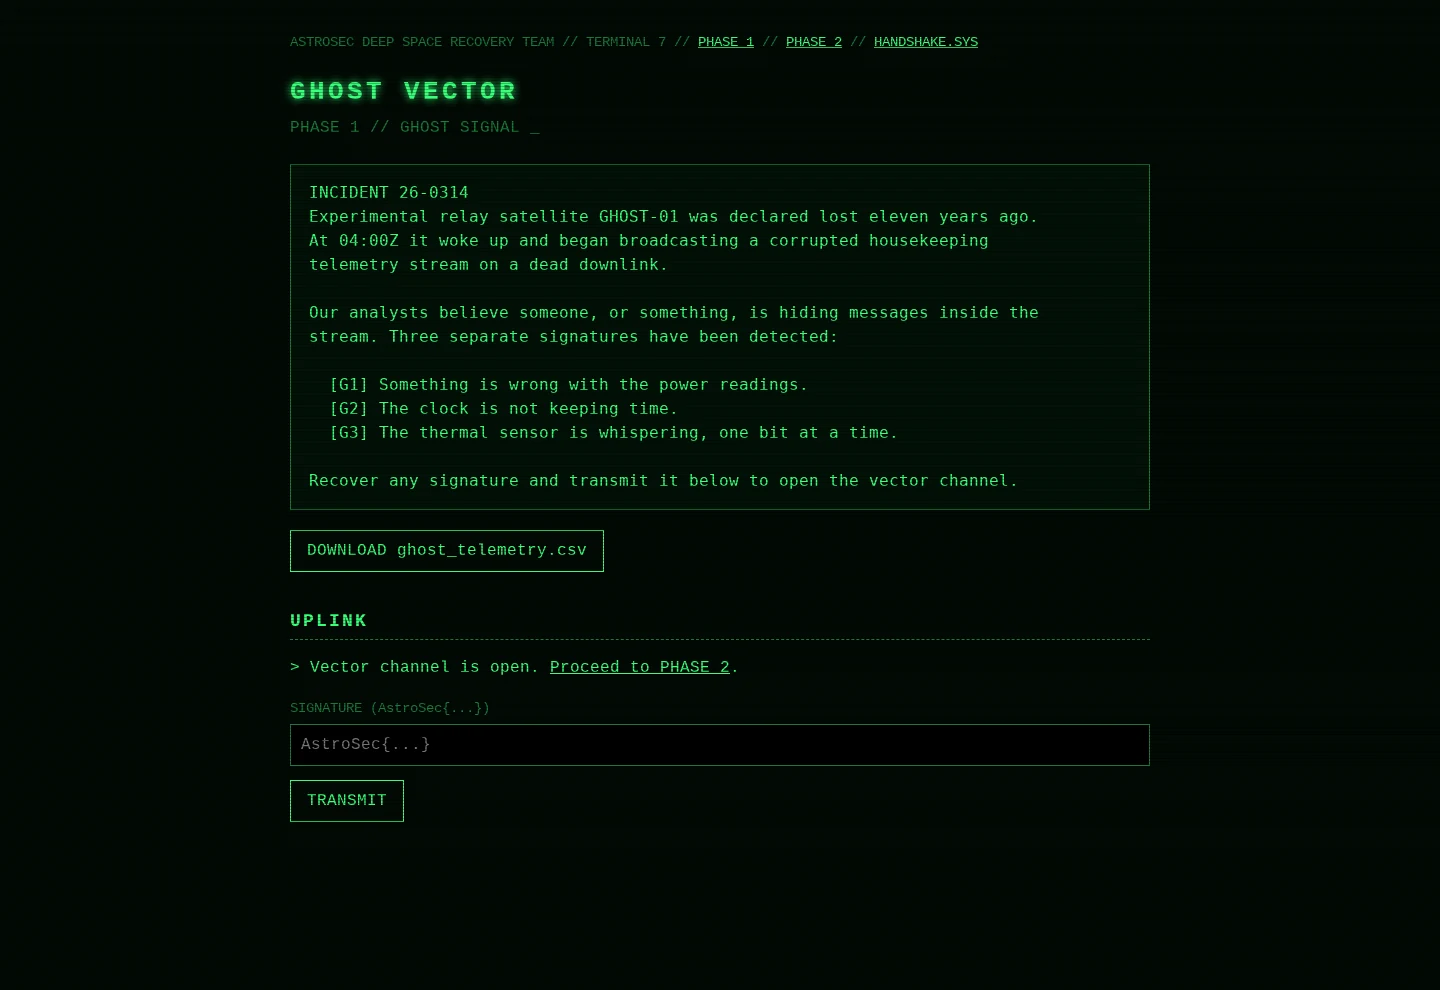 ASTROSEC DEEP SPACE RECOVERY TEAM // TERMINAL 7 // PHASE 1 // PHASE 2 // HANDSHAKE.SYS
GHOST VECTOR
PHASE 1 // GHOST SIGNAL _
INCIDENT 26-0314
Experimental relay satellite GHOST-01 was declared lost eleven years ago.
At 04:00Z it woke up and began broadcasting a corrupted housekeeping
telemetry stream on a dead downlink.
Our analysts believe someone, or something, is hiding messages inside the
stream. Three separate signatures have been detected:
[G1] Something is wrong with the power readings.
[G2] The clock is not keeping time.
[G3] The thermal sensor is whispering, one bit at a time.
Recover any signature and transmit it below to open the vector channel.
DOWNLOAD ghost_telemetry.csv
UPLINK
> Vector channel is open. Proceed to PHASE 2.
SIGNATURE (AstroSec{...})
AstroSec{...}
TRANSMIT